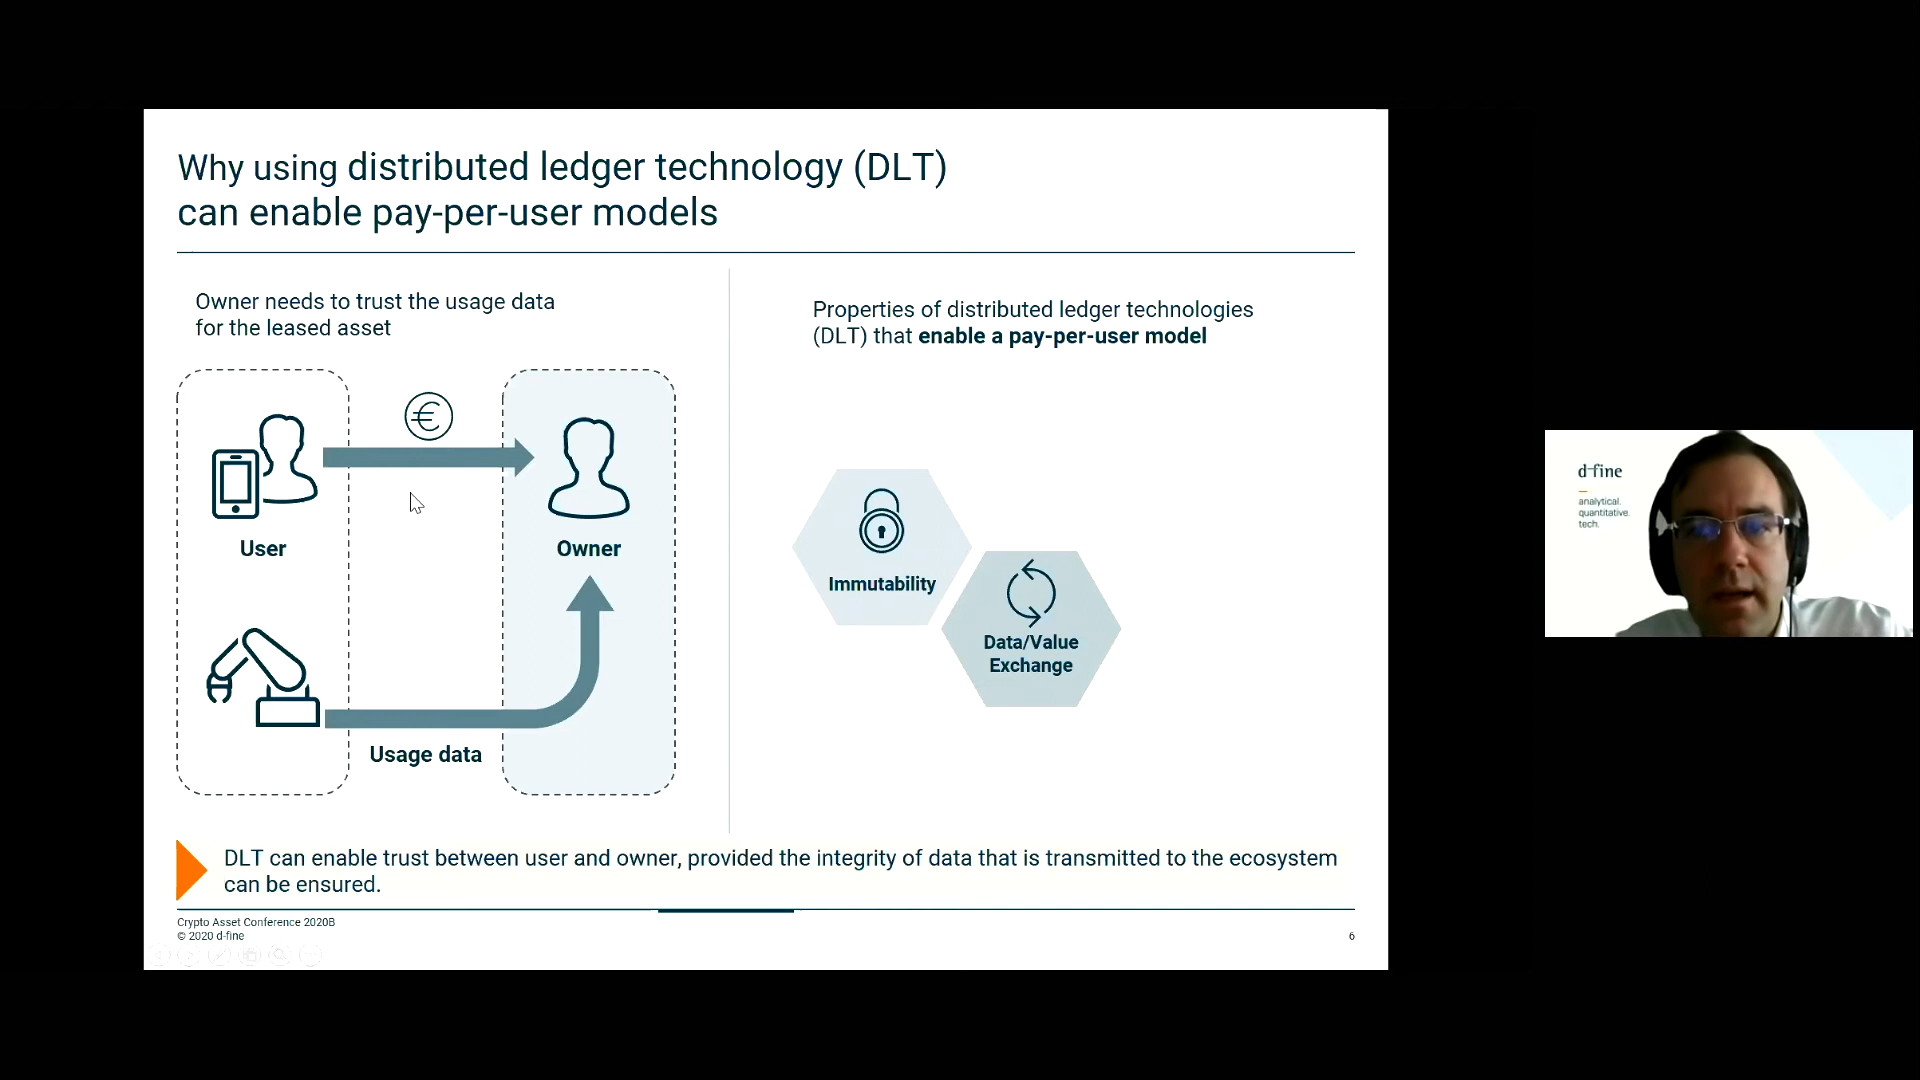 Why using distributed ledger technology (DLT)
can enable pay-per-user models
Owner needs to trust the usage data
for the leased asset
€
User
Owner
Usage data
Properties of distributed ledger technologies
(DLT) that enable a pay-per-user model
Immutability
Data/Value
Exchange
DLT can enable trust between user and owner, provided the integrity of data that is transmitted to the ecosystem
can be ensured.
Crypto Asset Conference 2020B
© 2020 d-fine
6
d-fine
analytical.
quantitative.
tech.